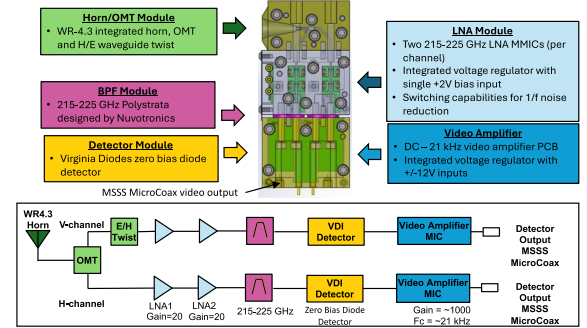 Horn/OMT Module
• WR-4.3 integrated horn, OMT
and H/E waveguide twist
LNA Module
• Two 215-225 GHz LNA MMICs (per
channel)
• Integrated voltage regulator with
single +2V bias input
• Switching capabilities for 1/f noise
reduction
BPF Module
• 215-225 GHz Polystrata
designed by Nuvotronics
Detector Module
• Virginia Diodes zero bias diode
detector
Video Amplifier
• DC – 21 kHz video amplifier PCB
• Integrated voltage regulator with
+/-12V inputs
MSSS MicroCoax video output
WR4.3
Horn
V-channel
E/H
Twist
OMT
VDI
Detector
Video Amplifier
MIC
Detector
Output
MSSS
MicroCoax
H-channel
LNA1
Gain=20
LNA2
Gain=20
215-225 GHz
VDI
Detector
Zero Bias Diode
Detector
Video Amplifier
MIC
Gain = ~1000
Fc = ~21 kHz
Detector
Output
MSSS
MicroCoax